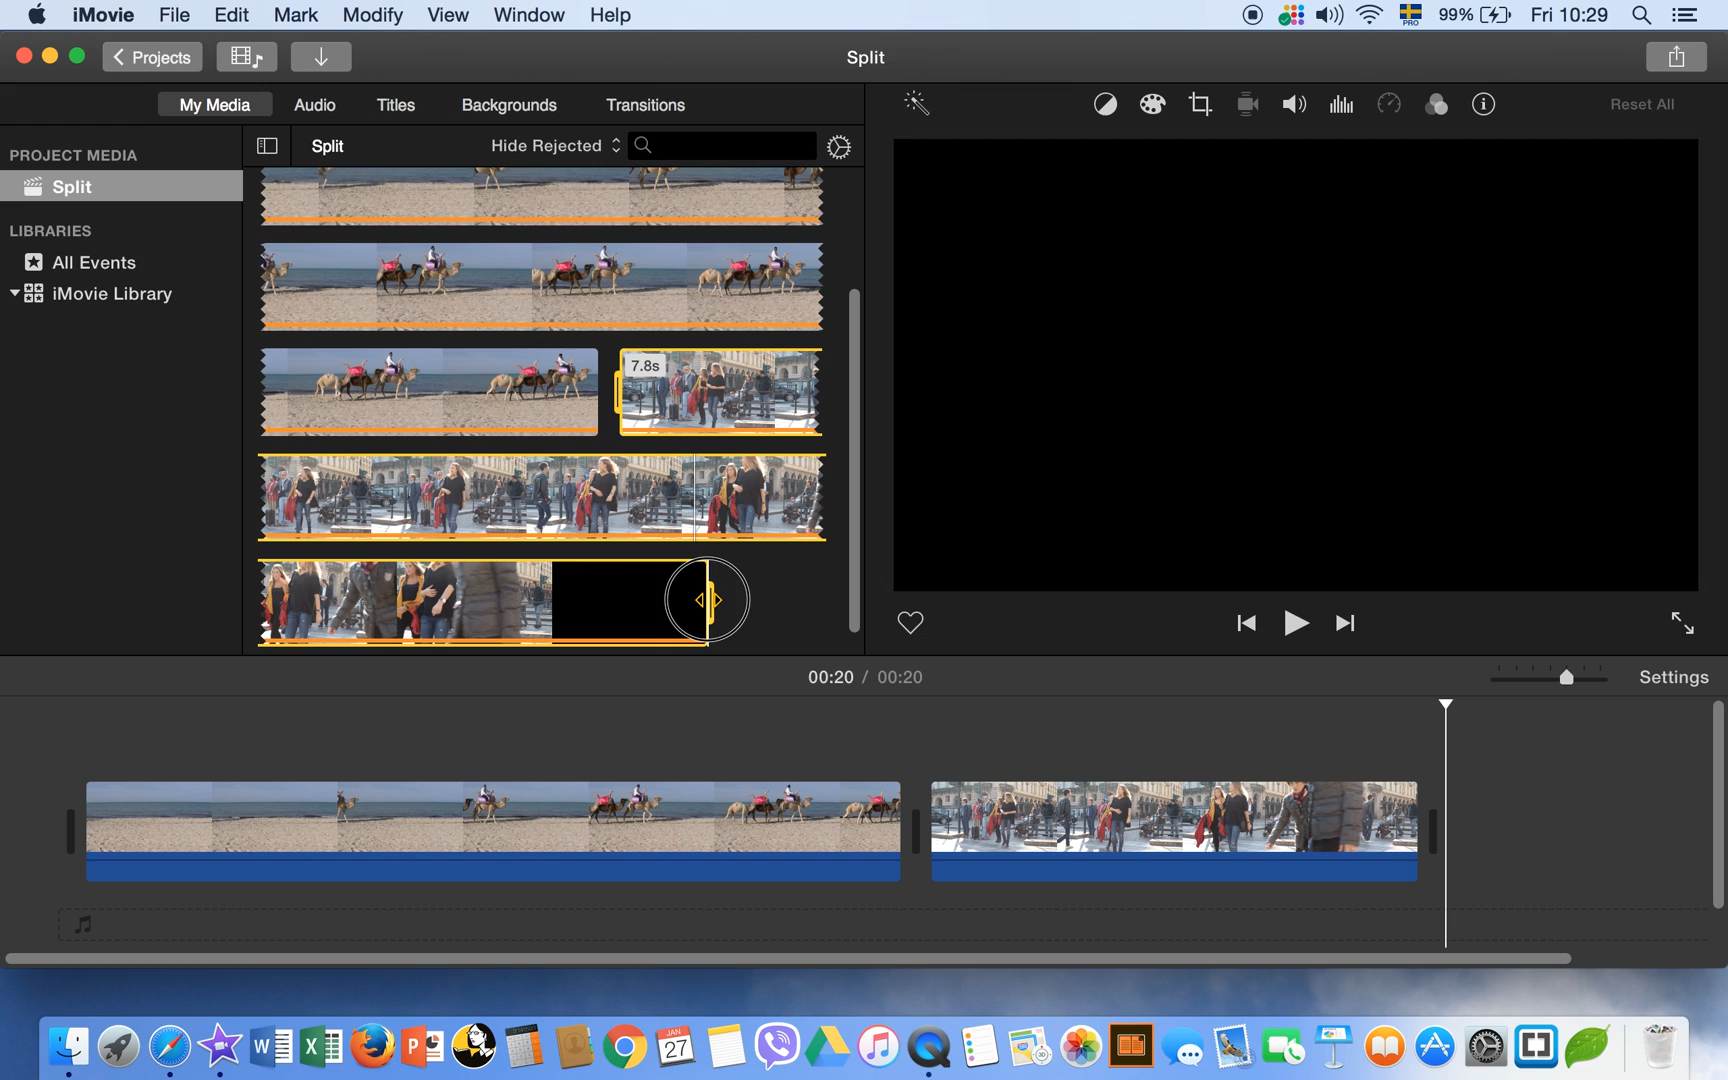 iMovie File Edit Mark Modify View Window Help PRO 99% Fri 10:29
Projects Split
My Media Audio Titles Backgrounds Transitions Reset All
PROJECT MEDIA Split Hide Rejected
Split
LIBRARIES
All Events
iMovie Library
7.8s
00:20 / 00:20 Settings
JAN
27